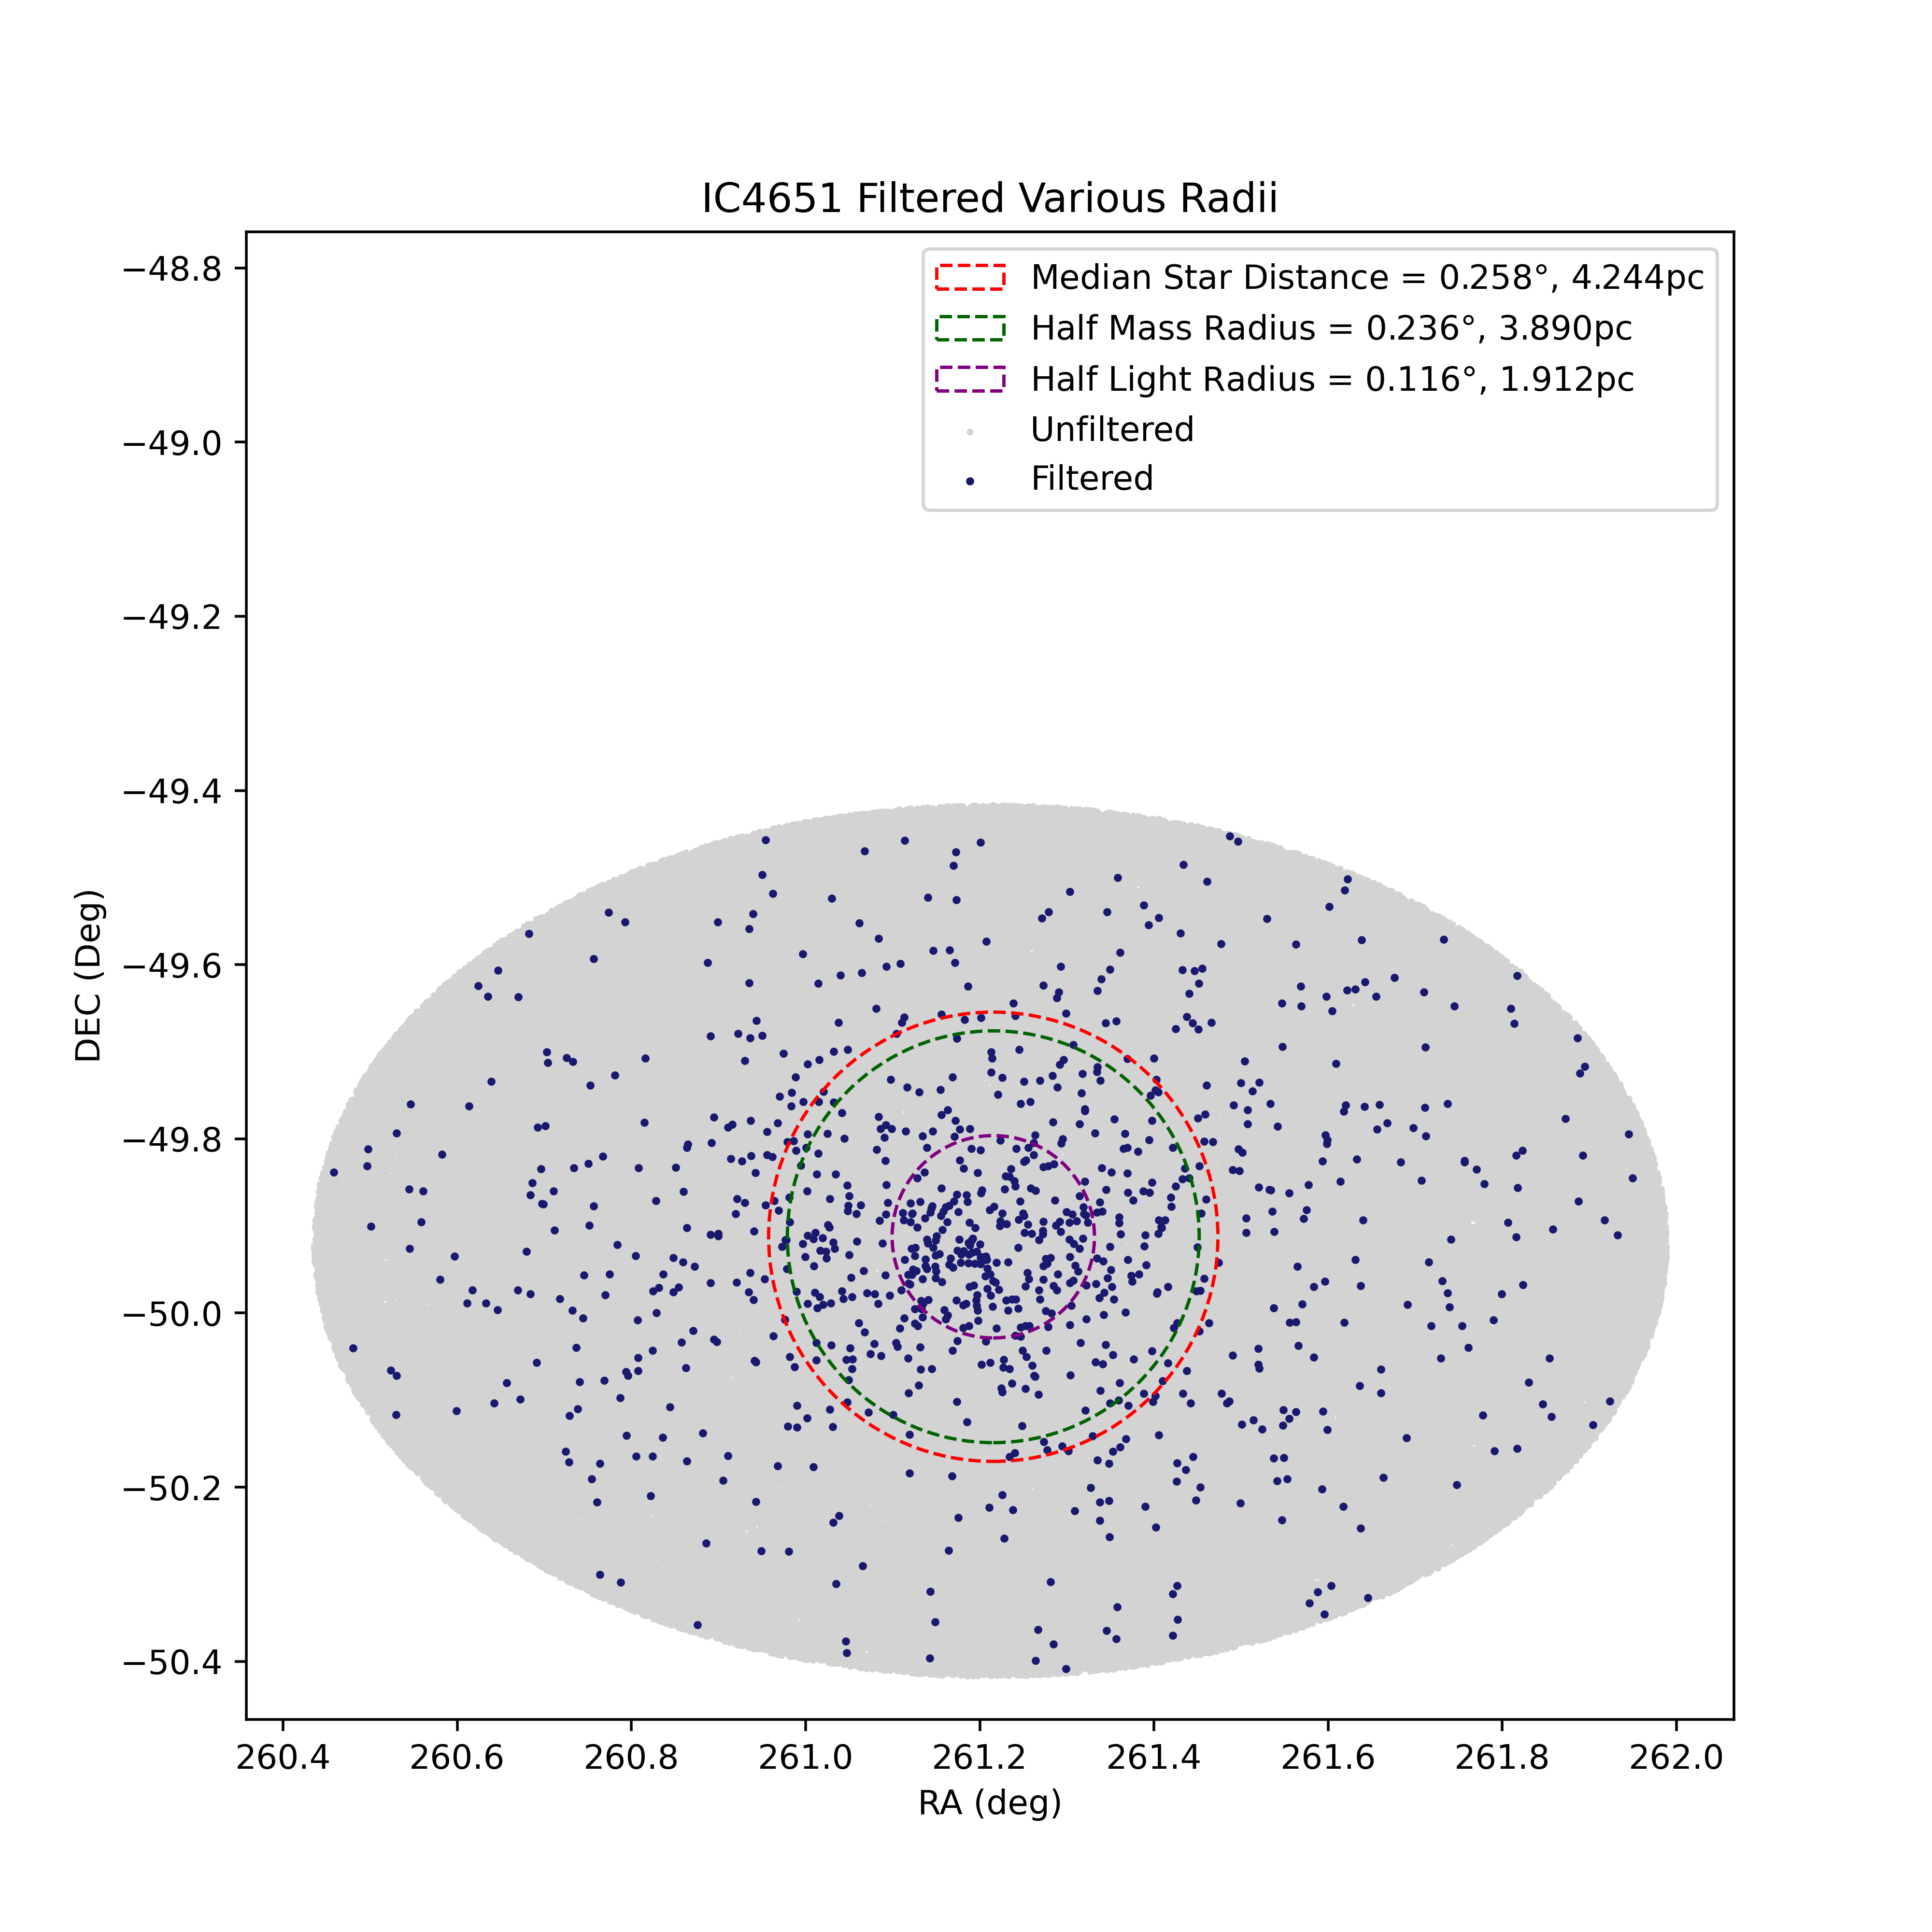 IC4651 Filtered Various Radii
Median Star Distance = 0.258°, 4.244pc
Half Mass Radius = 0.236°, 3.890pc
Half Light Radius = 0.116°, 1.912pc
Unfiltered
Filtered
DEC (Deg)
−48.8
−49.0
−49.2
−49.4
−49.6
−49.8
−50.0
−50.2
−50.4
260.4 260.6 260.8 261.0 261.2 261.4 261.6 261.8 262.0
RA (deg)